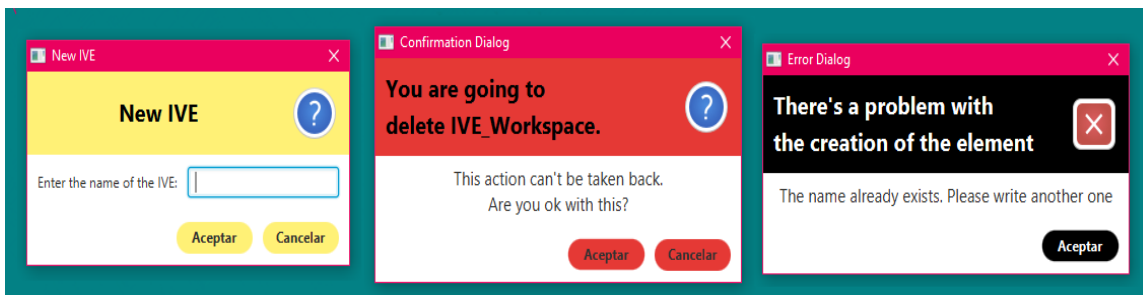 New IVE
New IVE
Enter the name of the IVE:
Aceptar
Cancelar
Confirmation Dialog
You are going to
delete IVE_Workspace.
This action can't be taken back.
Are you ok with this?
Aceptar
Cancelar
Error Dialog
There's a problem with
the creation of the element
The name already exists. Please write another one
Aceptar